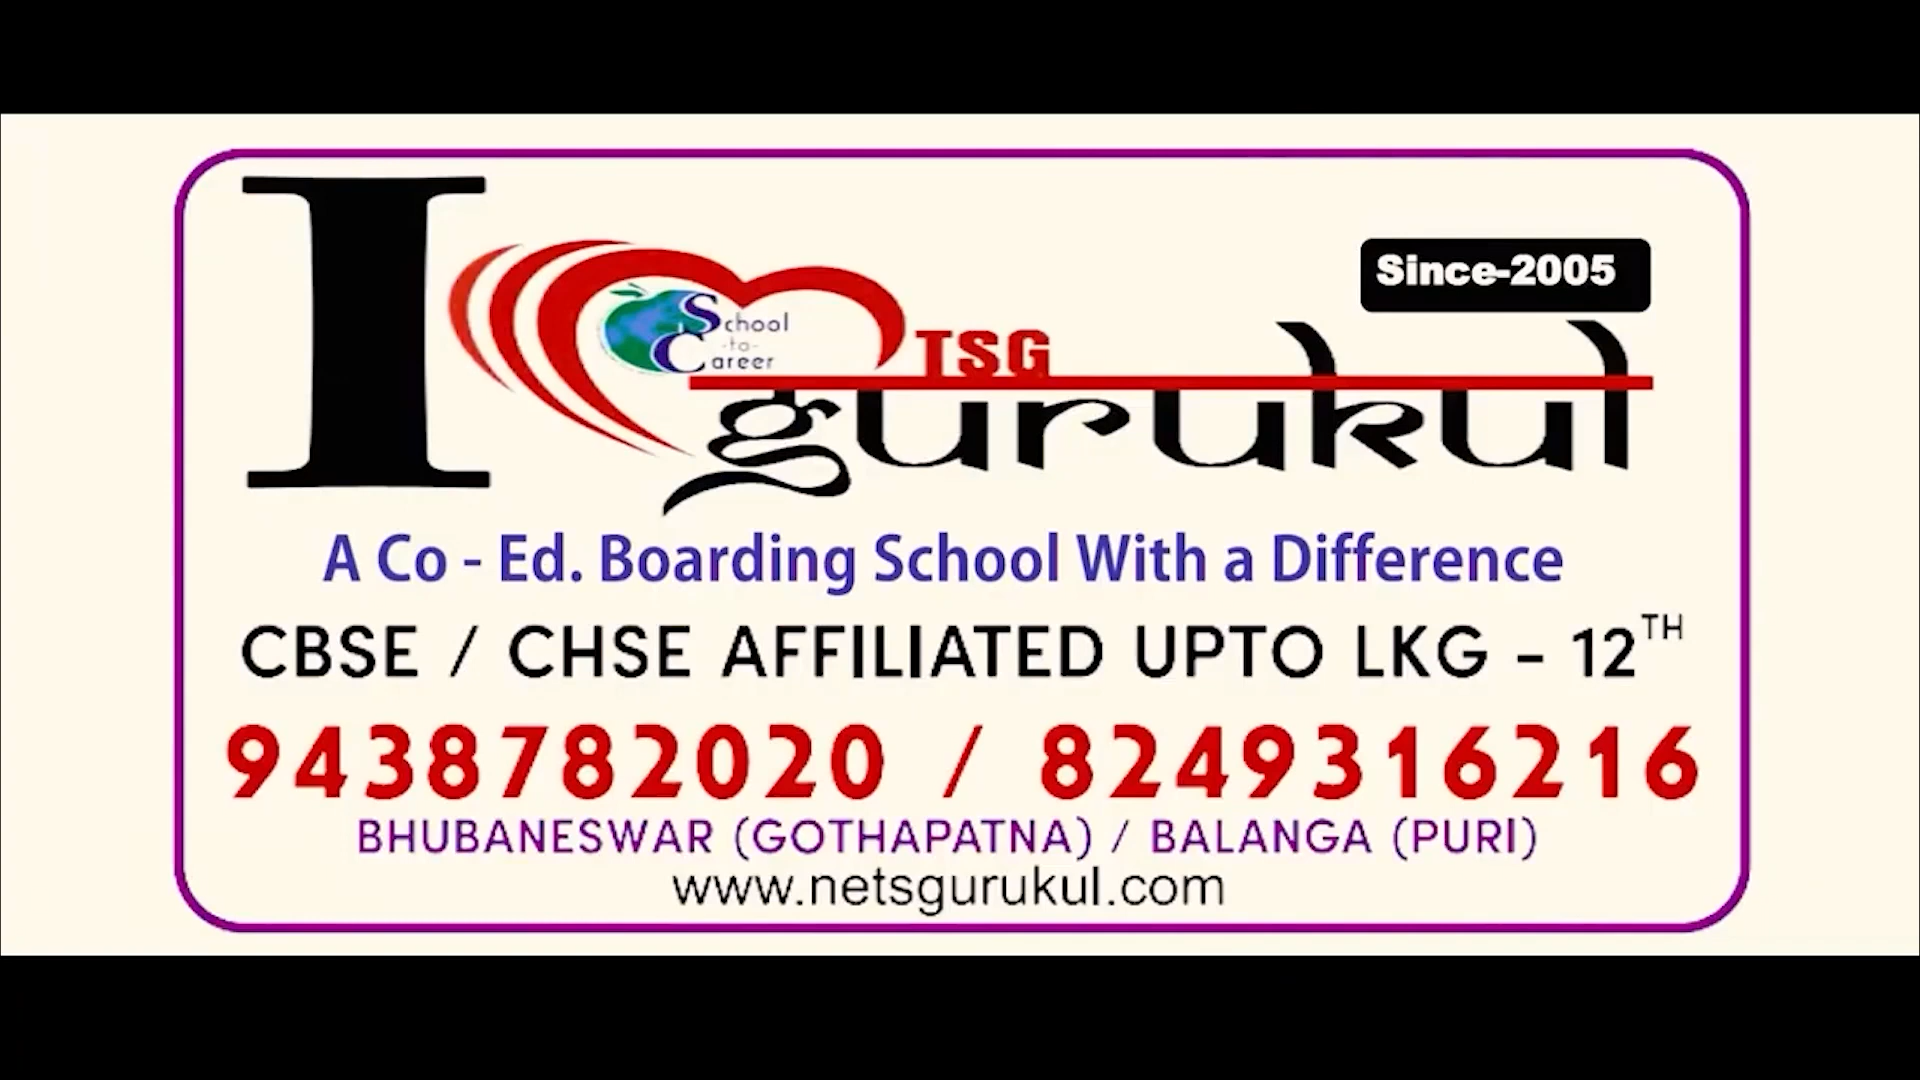 I
Since-2005
School
-to-
Career
TSG
gurukul
A Co - Ed. Boarding School With a Difference
CBSE / CHSE AFFILIATED UPTO LKG - 12TH
9438782020 / 8249316216
BHUBANESWAR (GOTHAPATNA) / BALANGA (PURI)
www.netsgurukul.com